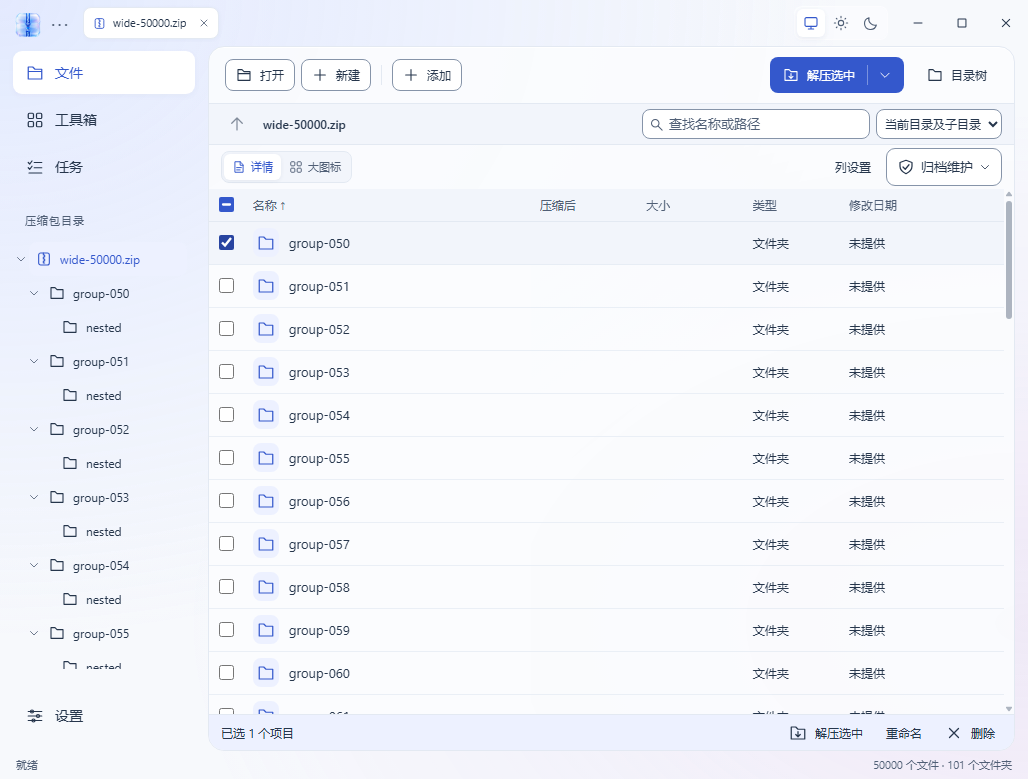 ··· wide-50000.zip
文件
工具箱
任务
压缩包目录
wide-50000.zip
group-050
nested
group-051
nested
group-052
nested
group-053
nested
group-054
nested
group-055
nested
设置
就绪
打开 新建 添加 解压选中 目录树
wide-50000.zip 查找名称或路径 当前目录及子目录
详情 大图标 列设置 归档维护
名称↑ 压缩后 大小 类型 修改日期
group-050 文件夹 未提供
group-051 文件夹 未提供
group-052 文件夹 未提供
group-053 文件夹 未提供
group-054 文件夹 未提供
group-055 文件夹 未提供
group-056 文件夹 未提供
group-057 文件夹 未提供
group-058 文件夹 未提供
group-059 文件夹 未提供
group-060 文件夹 未提供
已选 1 个项目 解压选中 重命名 删除
50000 个文件 · 101 个文件夹